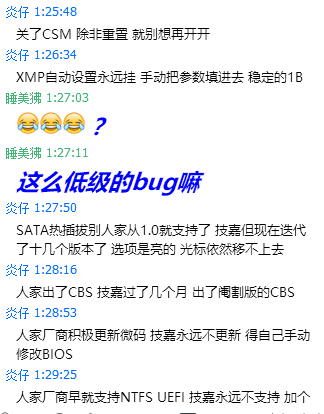 炎仔 1:25:48
关了CSM 除非重置 就别想再开开
炎仔 1:26:34
XMP自动设置永远挂 手动把参数填进去 稳定的1B
睡美狒 1:27:03
😂😂😂？
睡美狒 1:27:11
这么低级的bug嘛
炎仔 1:27:50
SATA热插拔别人家从1.0就支持了 技嘉但现在迭代
了十几个版本了 选项是亮的 光标依然移不上去
炎仔 1:28:16
人家出了CBS 技嘉过了几个月 出了阉割版的CBS
炎仔 1:28:53
人家厂商积极更新微码 技嘉永远不更新 得自己手动
修改BIOS
炎仔 1:29:25
人家厂商早就支持NTFS UEFI 技嘉永远不支持 加个